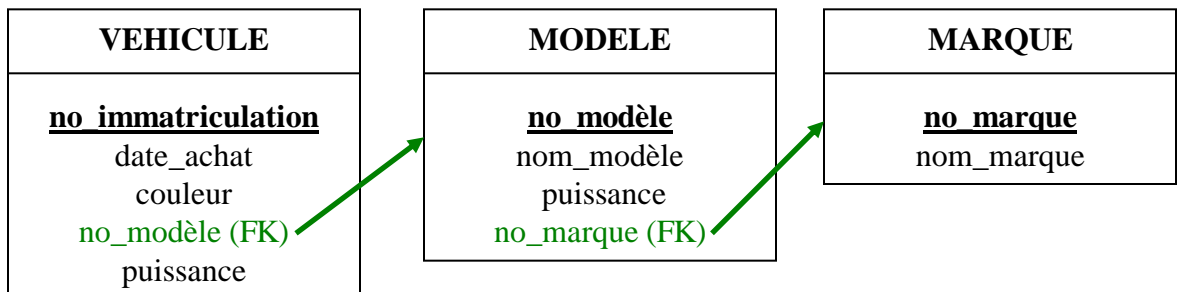 VEHICULE
no_immatriculation
date_achat
couleur
no_modèle (FK)
puissance
MODELE
no_modèle
nom_modèle
puissance
no_marque (FK)
MARQUE
no_marque
nom_marque